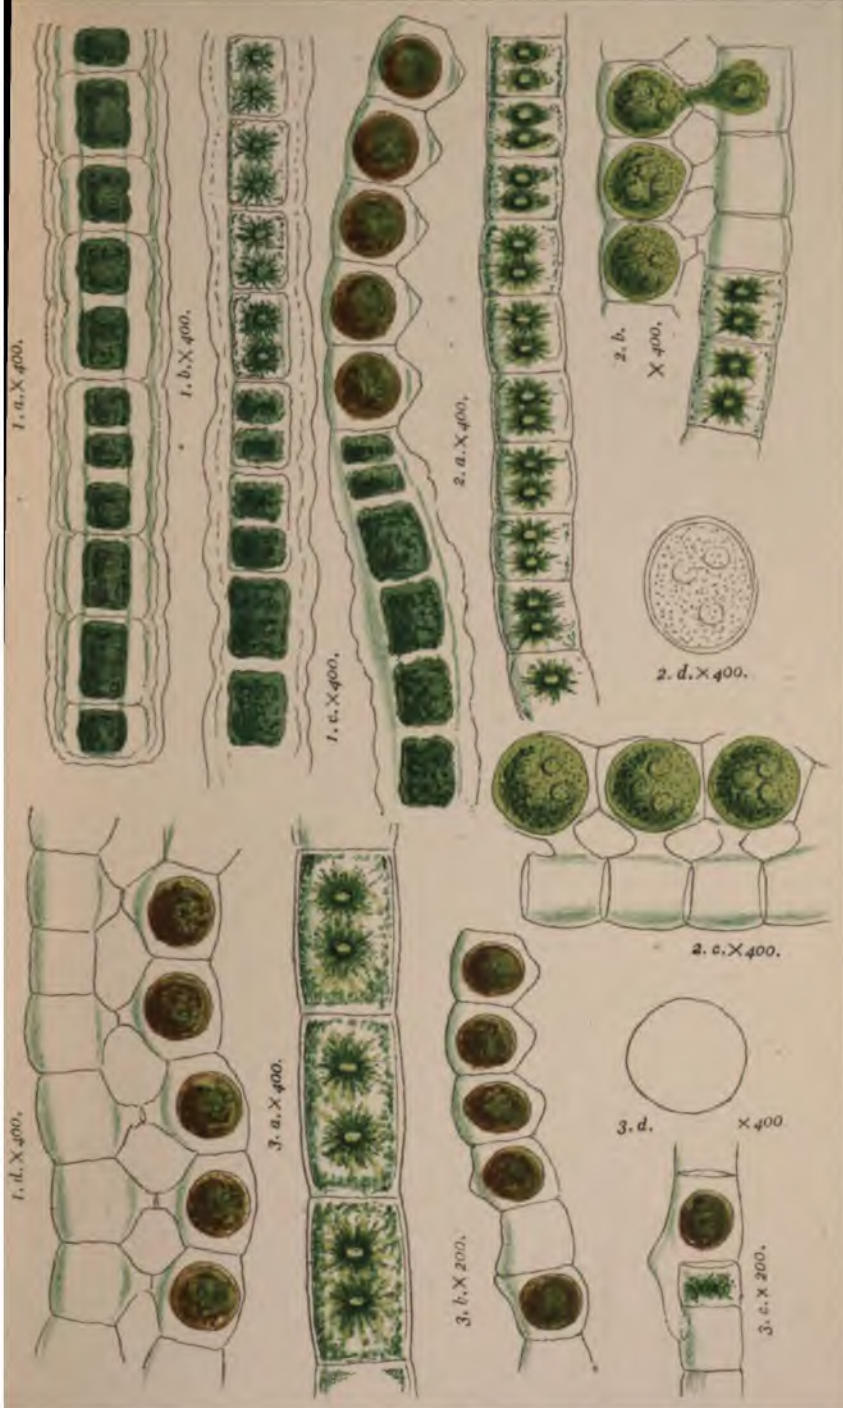 1. a. X 400.
1. b. X 400.
1. c. X 400.
2. a. X 400.
2. b.
X 400.
2. d. X 400.
2. c. X 400.
1. d. X 400.
3. a. X 400.
3. b. X 200.
3. d. X 400
3. c. X 200.